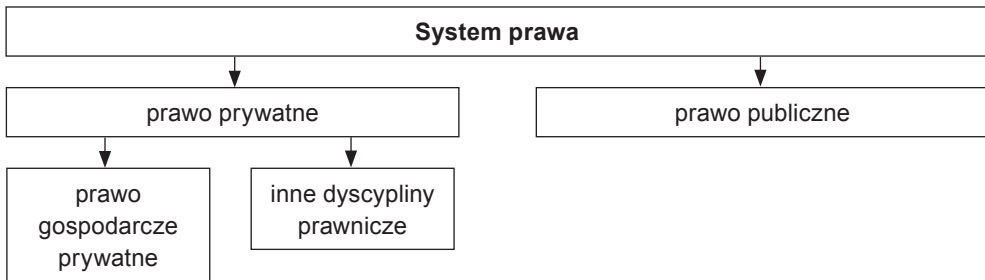 System prawa
prawo prywatne
prawo publiczne
prawo
gospodarcze
prywatne
inne dyscypliny
prawnicze